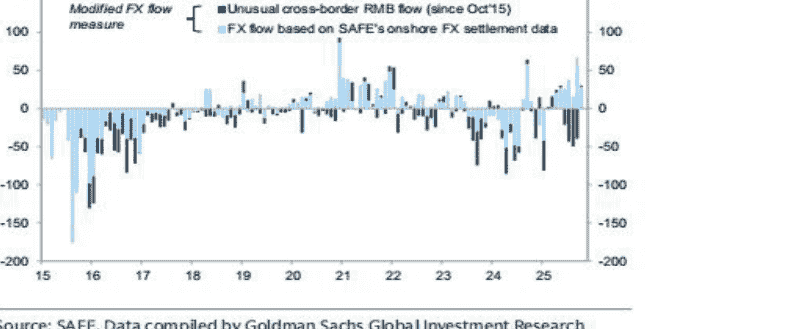 Modified FX flow
measure
Unusual cross-border RMB flow (since Oct'15)
FX flow based on SAFE's onshore FX settlement data
100 100
50 50
0 0
-50 -50
-100 -100
-150 -150
-200 -200
15 16 17 18 19 20 21 22 23 24 25
Source: SAFE, Data compiled by Goldman Sachs Global Investment Research